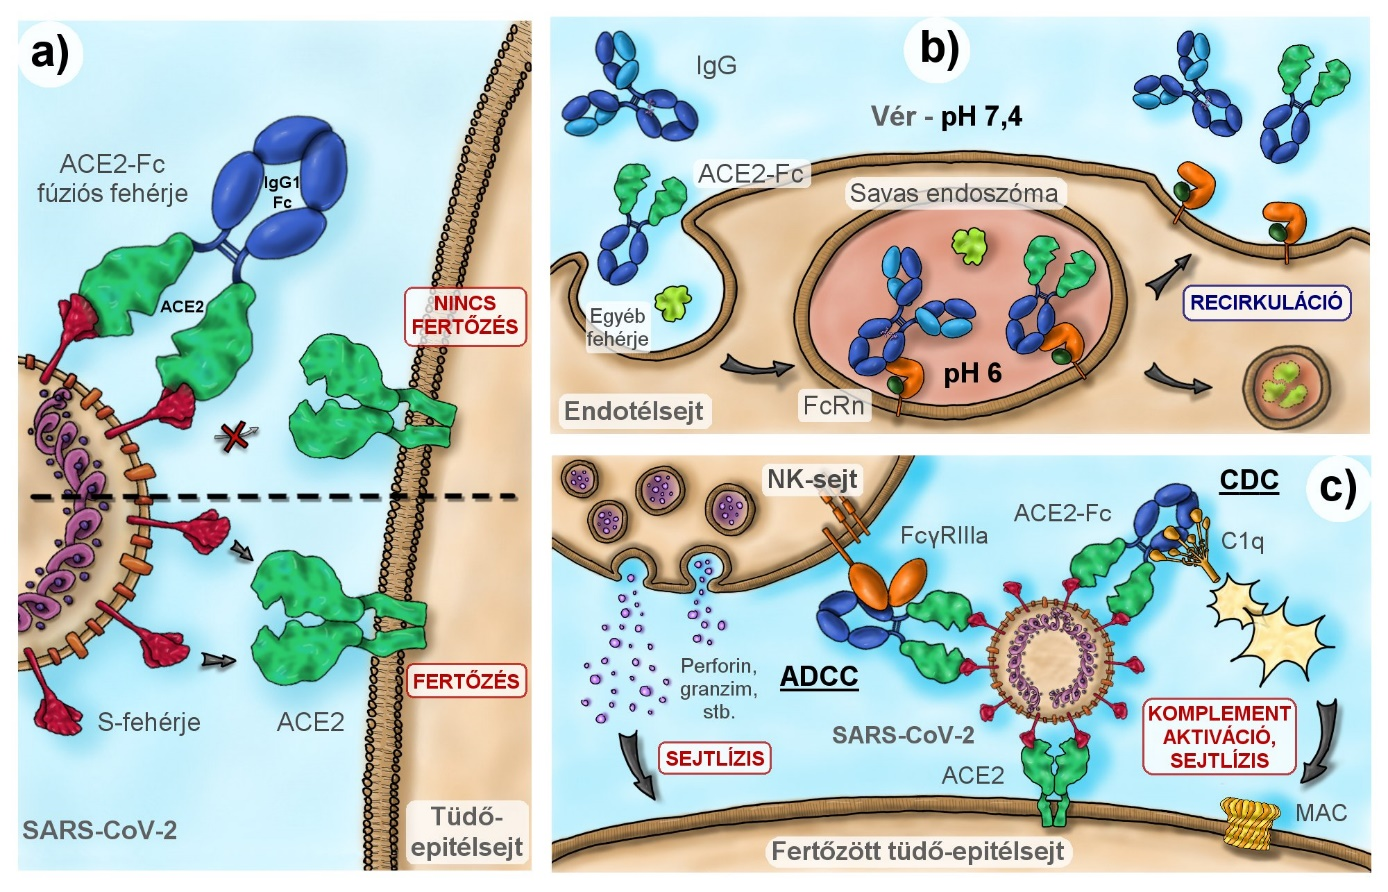 a)
ACE2-Fc
fúziós fehérje
IgG1
Fc
ACE2
NINCS
FERTŐZÉS
FERTŐZÉS
S-fehérje
ACE2
SARS-CoV-2
Tüdő-
epitélsejt
b)
IgG
Vér - pH 7,4
ACE2-Fc
Savas endoszóma
Egyéb
fehérje
pH 6
FcRn
RECIRKULÁCIÓ
Endotélsejt
c)
NK-sejt
CDC
ACE2-Fc
FcγRIIIa
C1q
Perforin,
granzim,
stb.
ADCC
SARS-CoV-2
KOMPLEMENT
AKTIVÁCIÓ,
SEJTLÍZIS
SEJTLÍZIS
ACE2
MAC
Fertőzött tüdő-epitélsejt